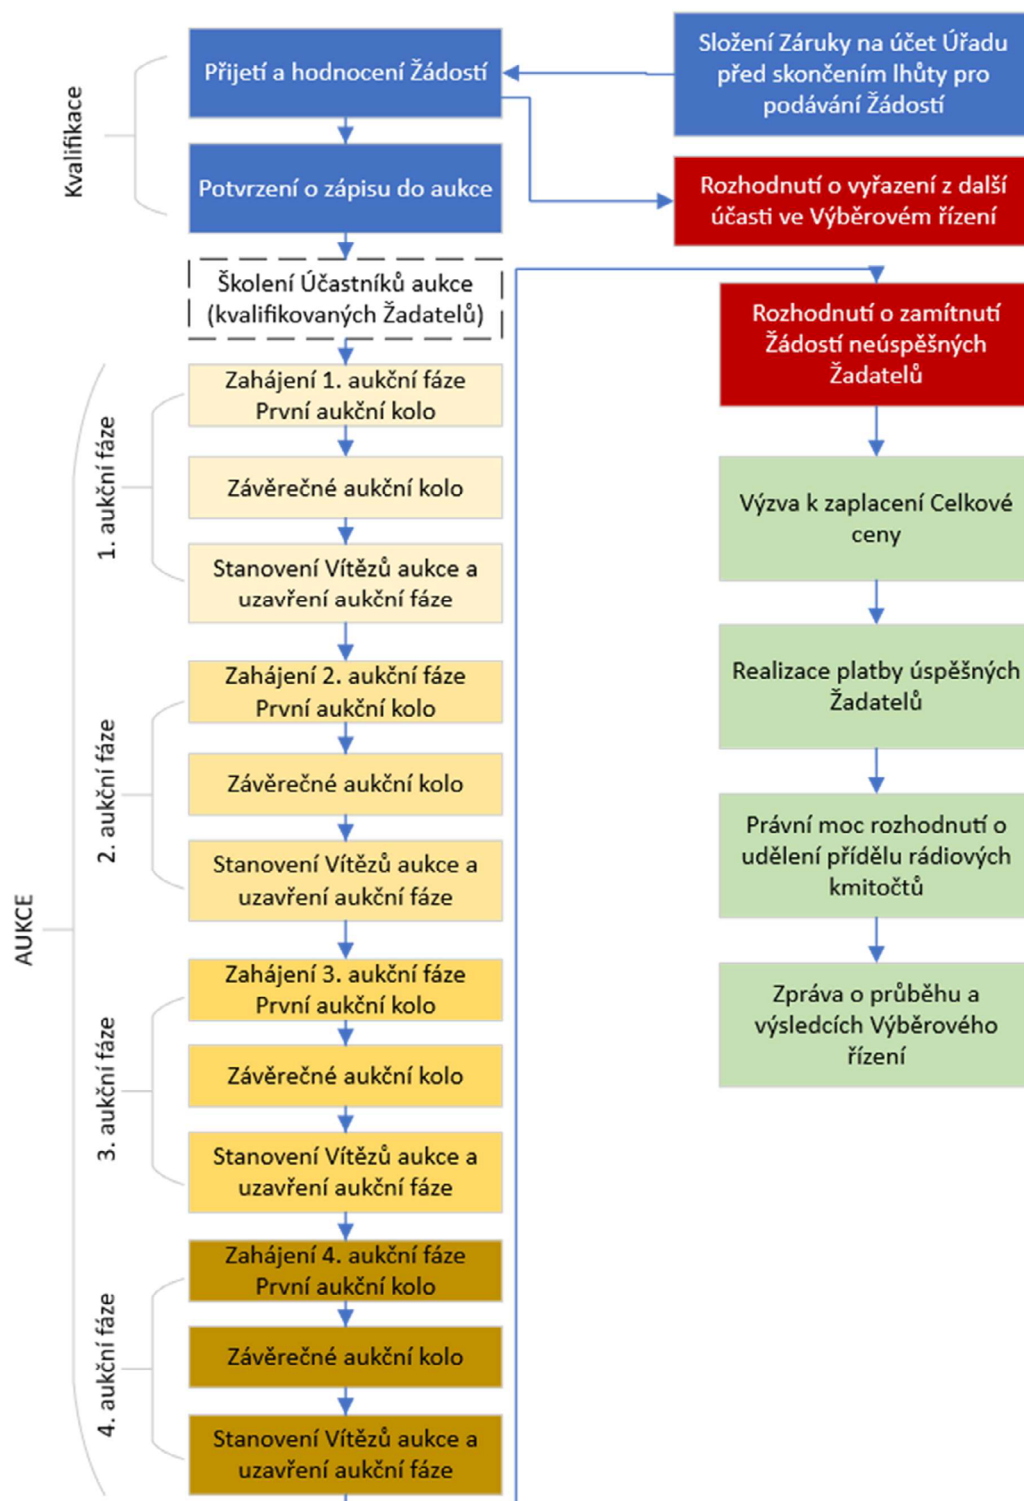 Kvalifikace
Přijetí a hodnocení Žádostí
Složení Záruky na účet Úřadu
před skončením lhůty pro
podávání Žádostí
Potvrzení o zápisu do aukce
Rozhodnutí o vyřazení z další
účasti ve Výběrovém řízení
Školení Účastníků aukce
(kvalifikovaných Žadatelů)
AUKCE
1. aukční fáze
Zahájení 1. aukční fáze
První aukční kolo
Závěrečné aukční kolo
Stanovení Vítězů aukce a
uzavření aukční fáze
2. aukční fáze
Zahájení 2. aukční fáze
První aukční kolo
Závěrečné aukční kolo
Stanovení Vítězů aukce a
uzavření aukční fáze
3. aukční fáze
Zahájení 3. aukční fáze
První aukční kolo
Závěrečné aukční kolo
Stanovení Vítězů aukce a
uzavření aukční fáze
4. aukční fáze
Zahájení 4. aukční fáze
První aukční kolo
Závěrečné aukční kolo
Stanovení Vítězů aukce a
uzavření aukční fáze
Rozhodnutí o zamítnutí
Žádostí neúspěšných
Žadatelů
Výzva k zaplacení Celkové
ceny
Realizace platby úspěšných
Žadatelů
Právní moc rozhodnutí o
udělení přídělu rádiových
kmitočtů
Zpráva o průběhu a
výsledcích Výběrového
řízení